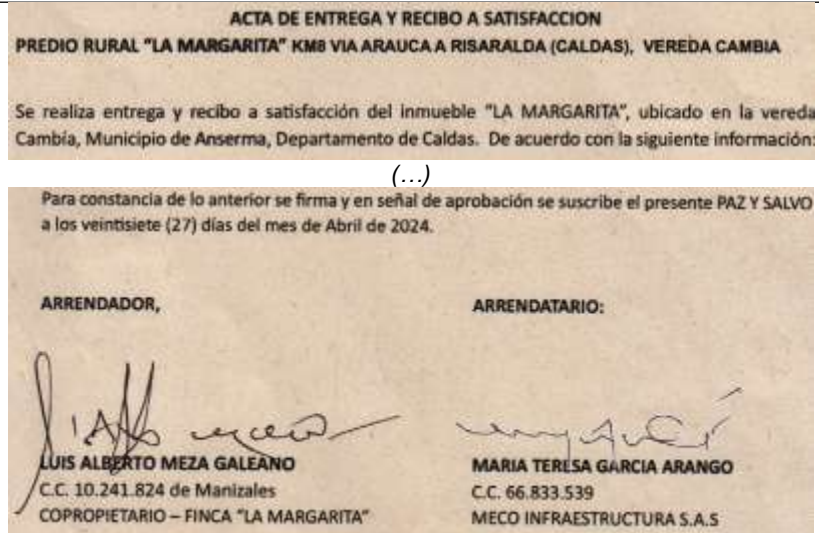 ACTA DE ENTREGA Y RECIBO A SATISFACCION
PREDIO RURAL "LA MARGARITA" KM8 VIA ARAUCA A RISARALDA (CALDAS), VEREDA CAMBIA
Se realiza entrega y recibo a satisfacción del inmueble "LA MARGARITA", ubicado en la vereda
Cambía, Municipio de Anserma, Departamento de Caldas. De acuerdo con la siguiente información:
(...)
Para constancia de lo anterior se firma y en señal de aprobación se suscribe el presente PAZ Y SALVO
a los veintisiete (27) días del mes de Abril de 2024.
ARRENDADOR, ARRENDATARIO:
LUIS ALBERTO MEZA GALEANO MARIA TERESA GARCIA ARANGO
C.C. 10.241.824 de Manizales C.C. 66.833.539
COPROPIETARIO – FINCA "LA MARGARITA" MECO INFRAESTRUCTURA S.A.S